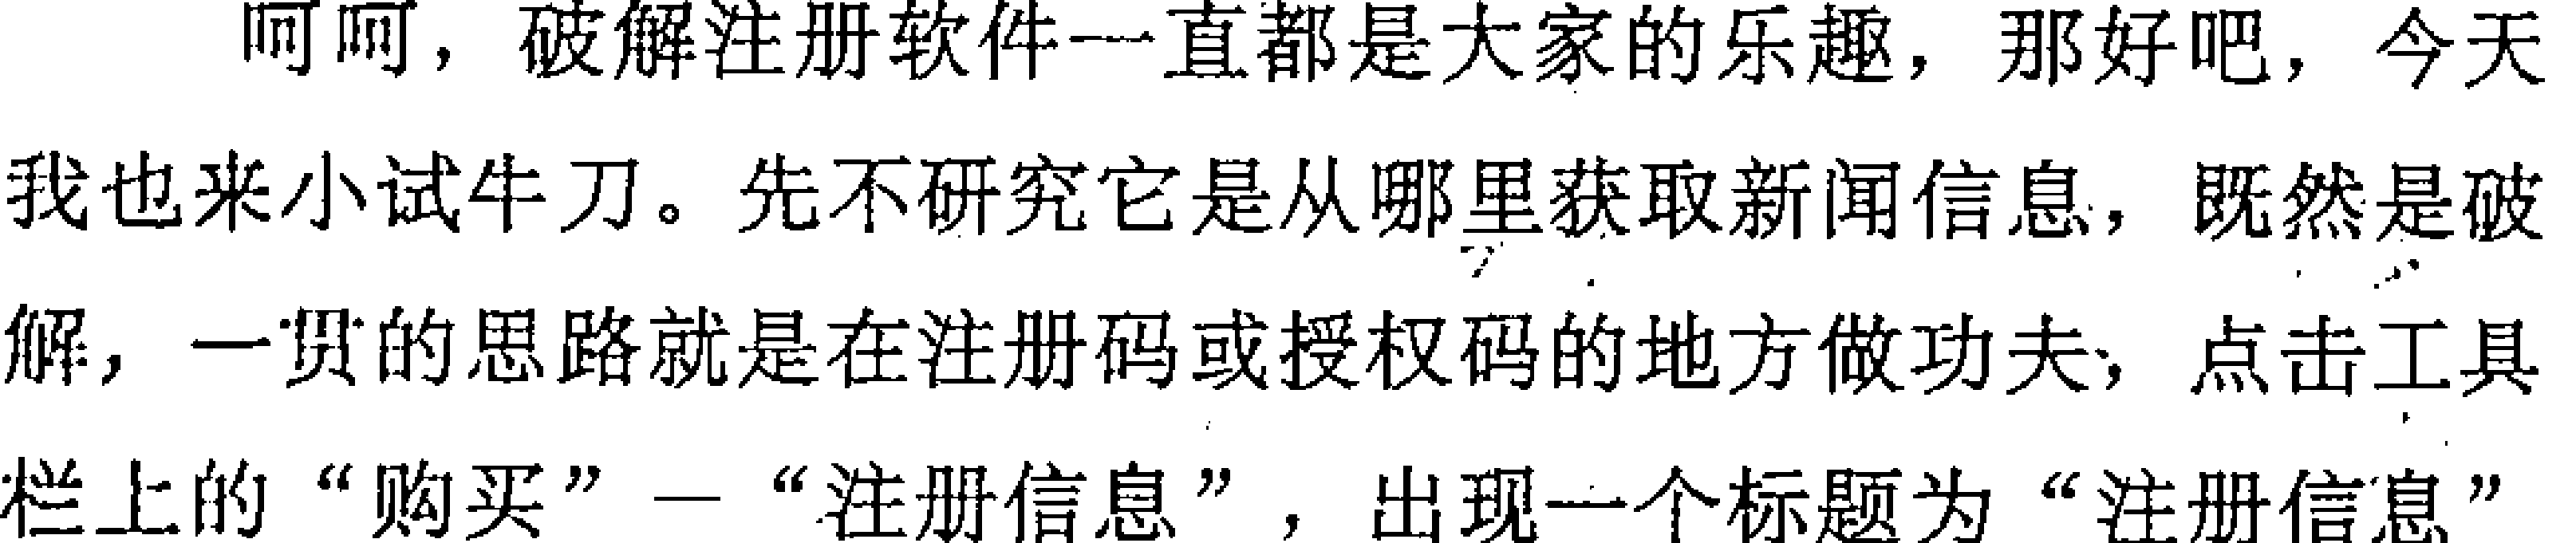 呵呵，破解注册软件一直都是大家的乐趣，那好吧，今天
我也来小试牛刀。先不研究它是从哪里获取新闻信息，既然是破
解，一贯的思路就是在注册码或授权码的地方做功夫，点击工具
栏上的“购买”—“注册信息”，出现一个标题为“注册信息”